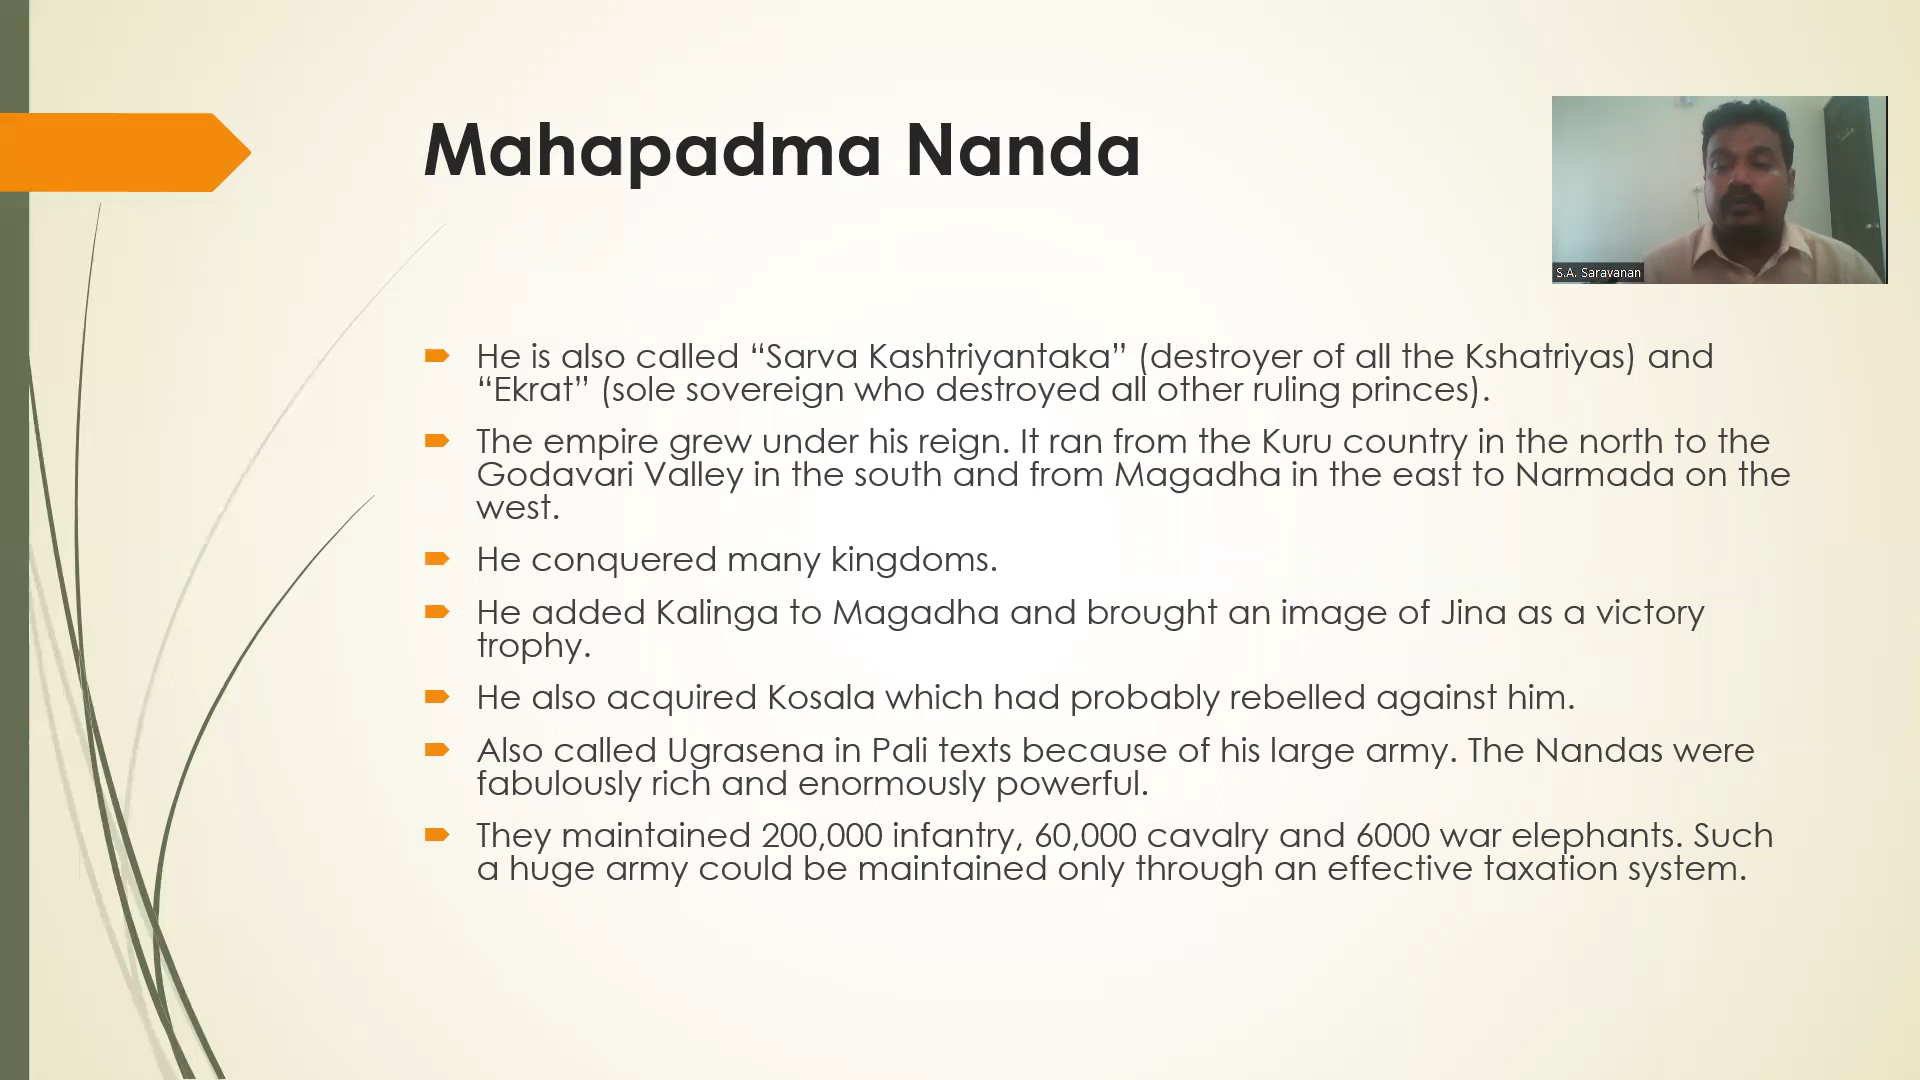 Mahapadma Nanda
S.A. Saravanan
He is also called “Sarva Kashtriyantaka” (destroyer of all the Kshatriyas) and
“Ekrat” (sole sovereign who destroyed all other ruling princes).
The empire grew under his reign. It ran from the Kuru country in the north to the
Godavari Valley in the south and from Magadha in the east to Narmada on the
west.
He conquered many kingdoms.
He added Kalinga to Magadha and brought an image of Jina as a victory
trophy.
He also acquired Kosala which had probably rebelled against him.
Also called Ugrasena in Pali texts because of his large army. The Nandas were
fabulously rich and enormously powerful.
They maintained 200,000 infantry, 60,000 cavalry and 6000 war elephants. Such
a huge army could be maintained only through an effective taxation system.